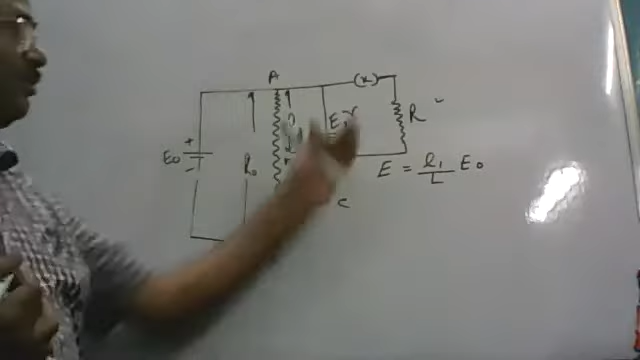 A
(K)
E₀
+
-
R₀
E, r
R
E = l₁/L E₀
C